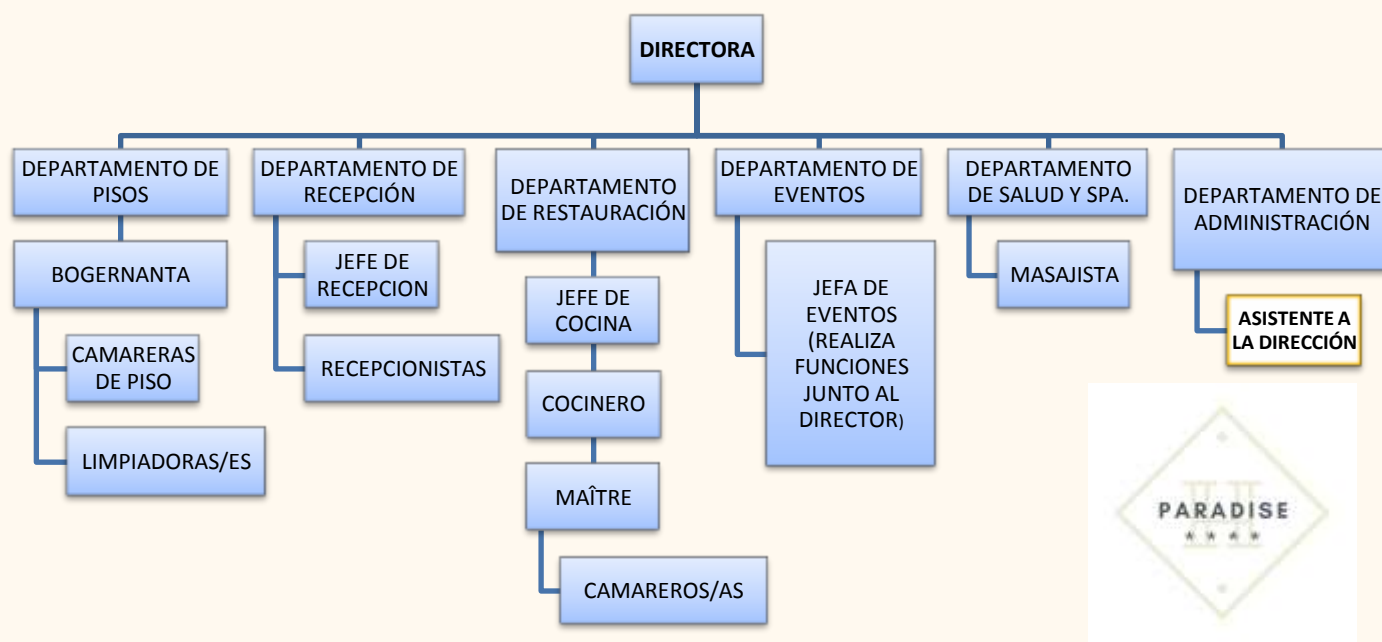 DIRECTORA
DEPARTAMENTO DE
PISOS
BOGERNANTA
CAMARERAS
DE PISO
LIMPIADORAS/ES
DEPARTAMENTO DE
RECEPCIÓN
JEFE DE
RECEPCION
RECEPCIONISTAS
DEPARTAMENTO
DE RESTAURACIÓN
JEFE DE
COCINA
COCINERO
MAÎTRE
CAMAREROS/AS
DEPARTAMENTO DE
EVENTOS
JEFA DE
EVENTOS
(REALIZA
FUNCIONES
JUNTO AL
DIRECTOR)
DEPARTAMENTO
DE SALUD Y SPA.
MASAJISTA
DEPARTAMENTO DE
ADMINISTRACIÓN
ASISTENTE A
LA DIRECCIÓN
H
PARADISE
★★★★